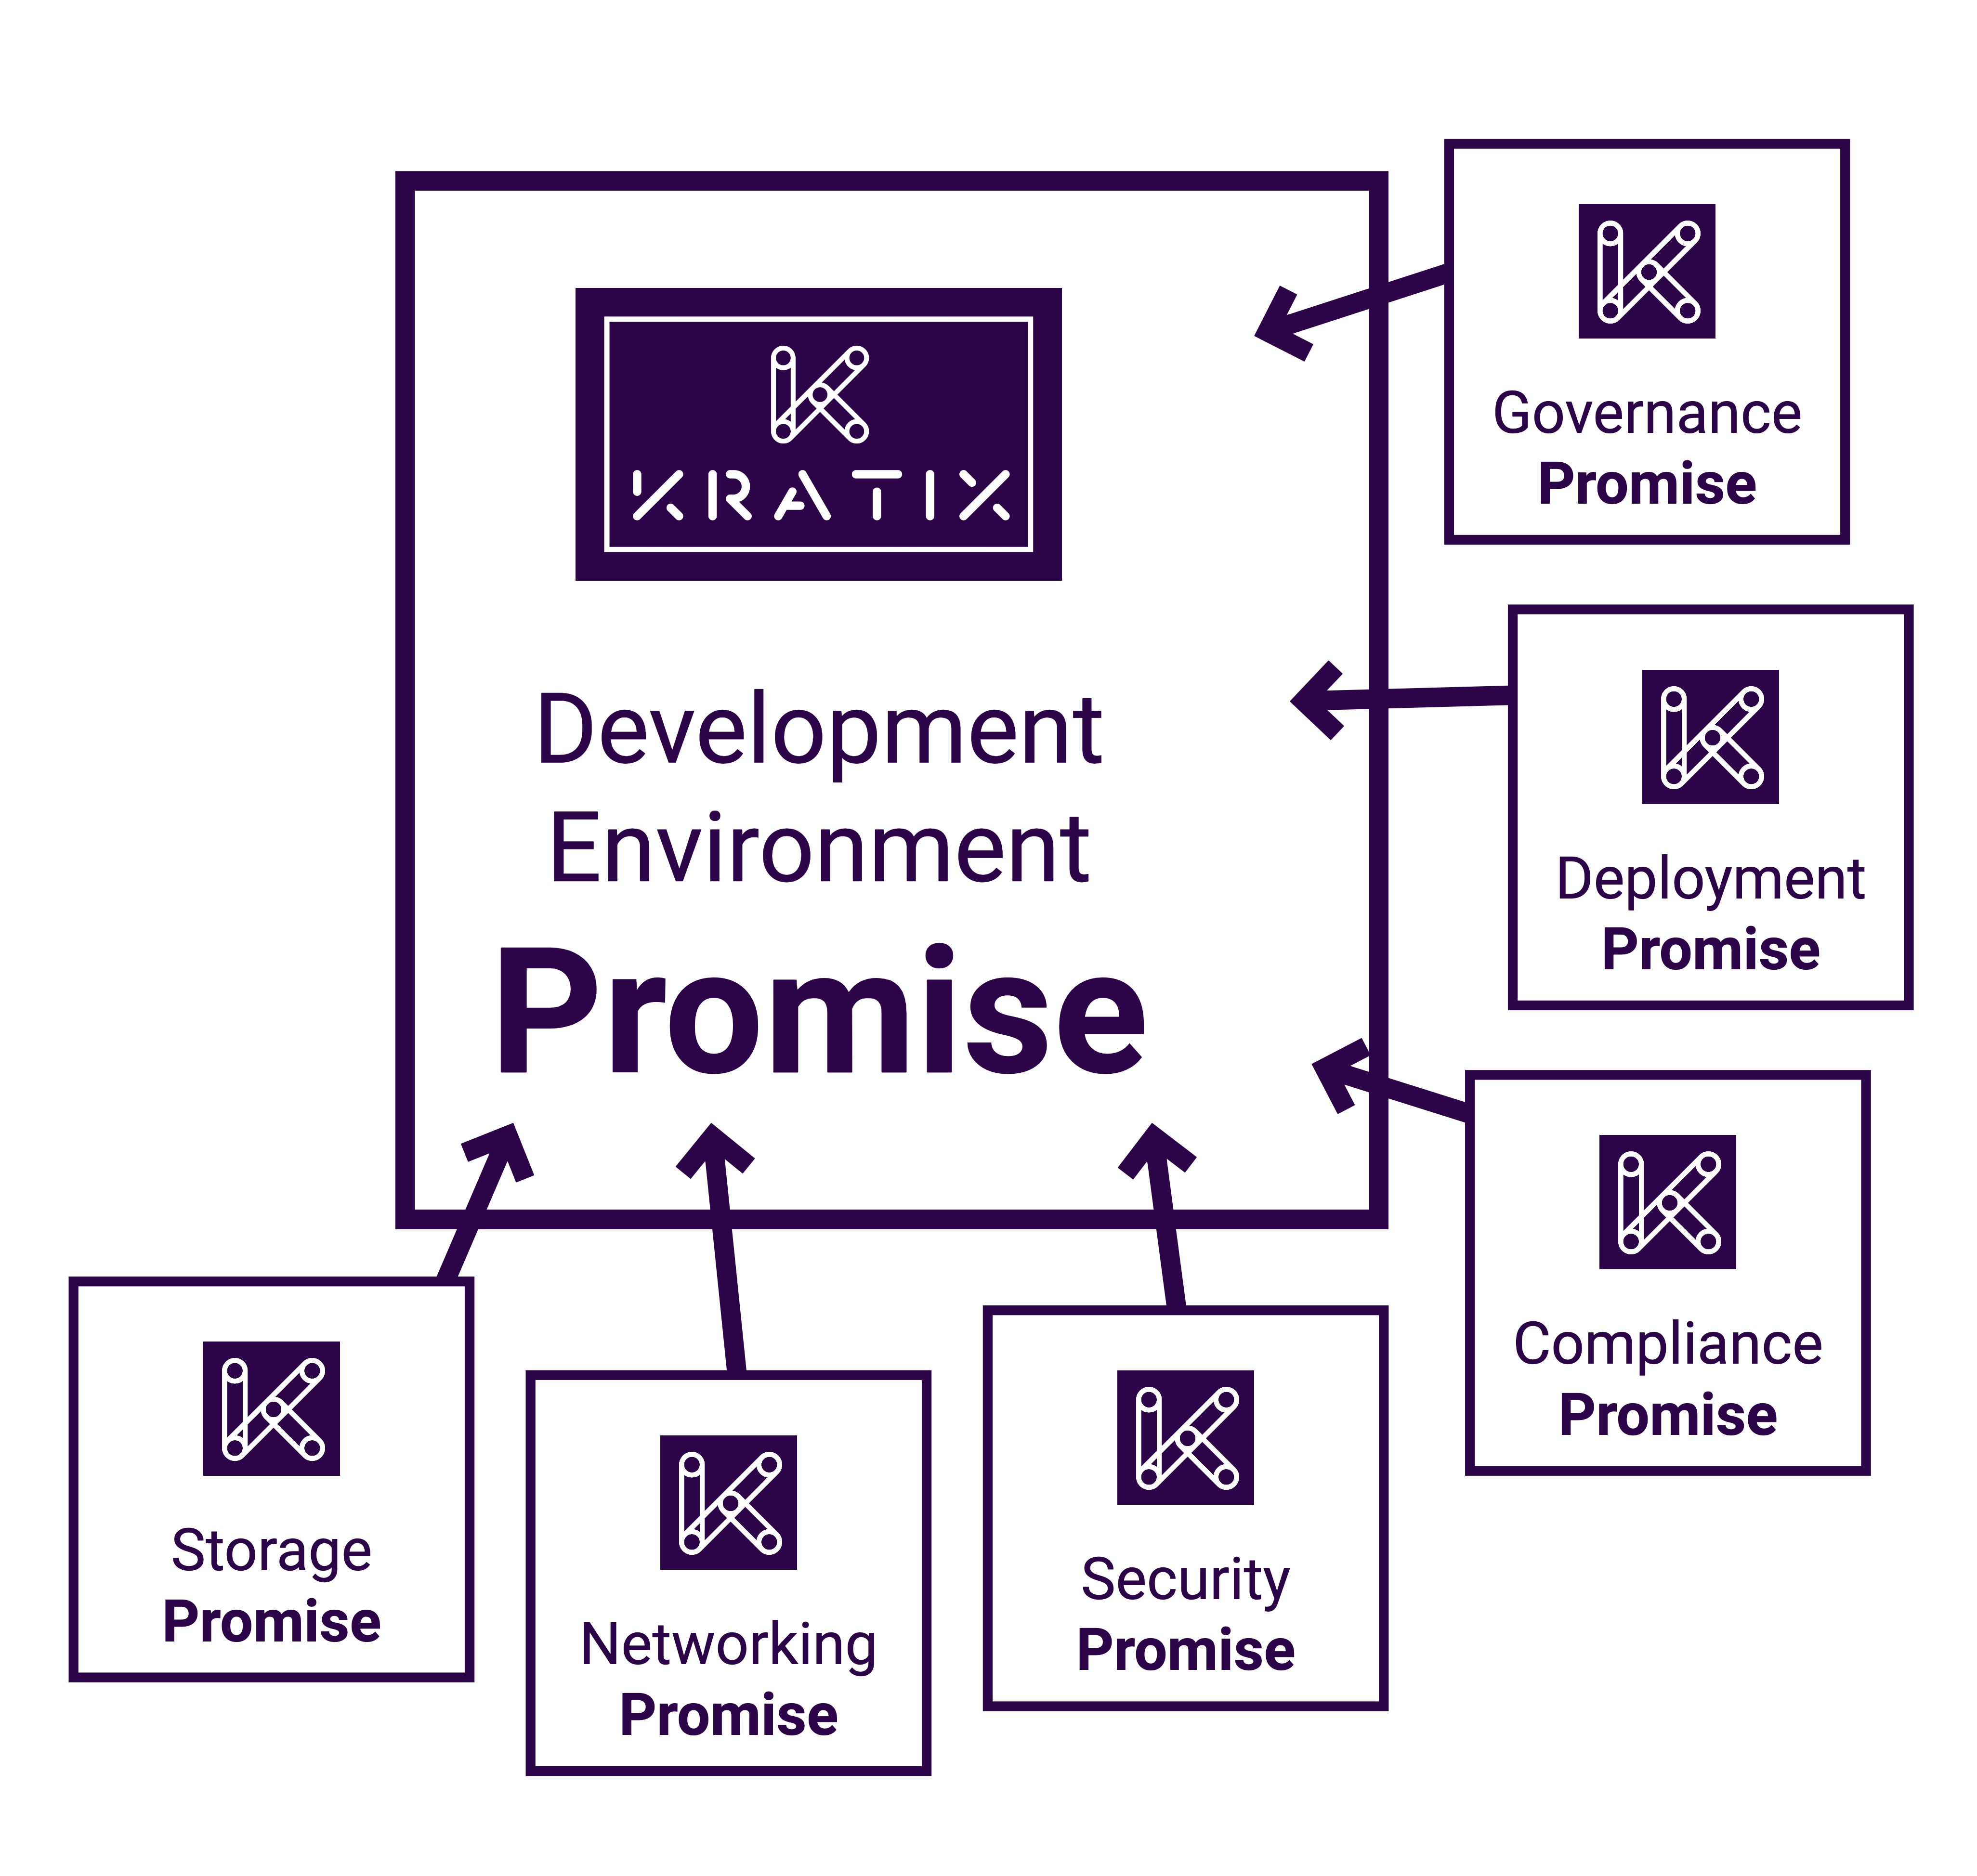 KRATIX
Development
Environment
Promise
Governance
Promise
Deployment
Promise
Compliance
Promise
Storage
Promise
Networking
Promise
Security
Promise